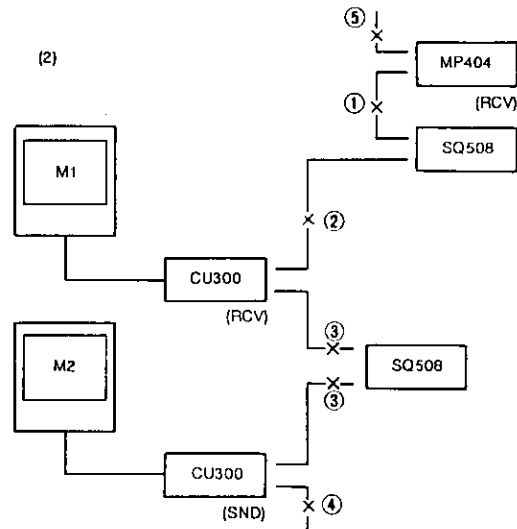 (2)
⑤
MP404
(RCV)
①
SQ508
M1
②
CU300
(RCV)
③
SQ508
③
M2
CU300
(SND)
④